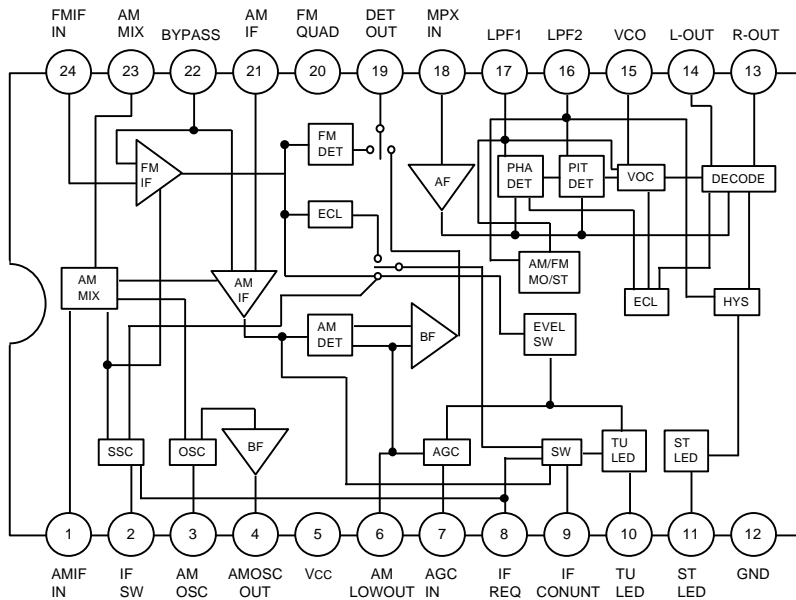 FMIF
IN
AM
MIX
BYPASS
AM
IF
FM
QUAD
DET
OUT
MPX
IN
LPF1
LPF2
VCO
L-OUT
R-OUT
24
23
22
21
20
19
18
17
16
15
14
13
FM
IF
FM
DET
AF
PHA
DET
PIT
DET
VOC
DECODE
ECL
AM
MIX
AM
IF
AM/FM
MO/ST
ECL
HYS
AM
DET
BF
EVEL
SW
SSC
OSC
BF
AGC
SW
TU
LED
ST
LED
1
2
3
4
5
6
7
8
9
10
11
12
AMIF
IN
IF
SW
AM
OSC
AMOSC
OUT
VCC
AM
LOWOUT
AGC
IN
IF
REQ
IF
CONUNT
TU
LED
ST
LED
GND